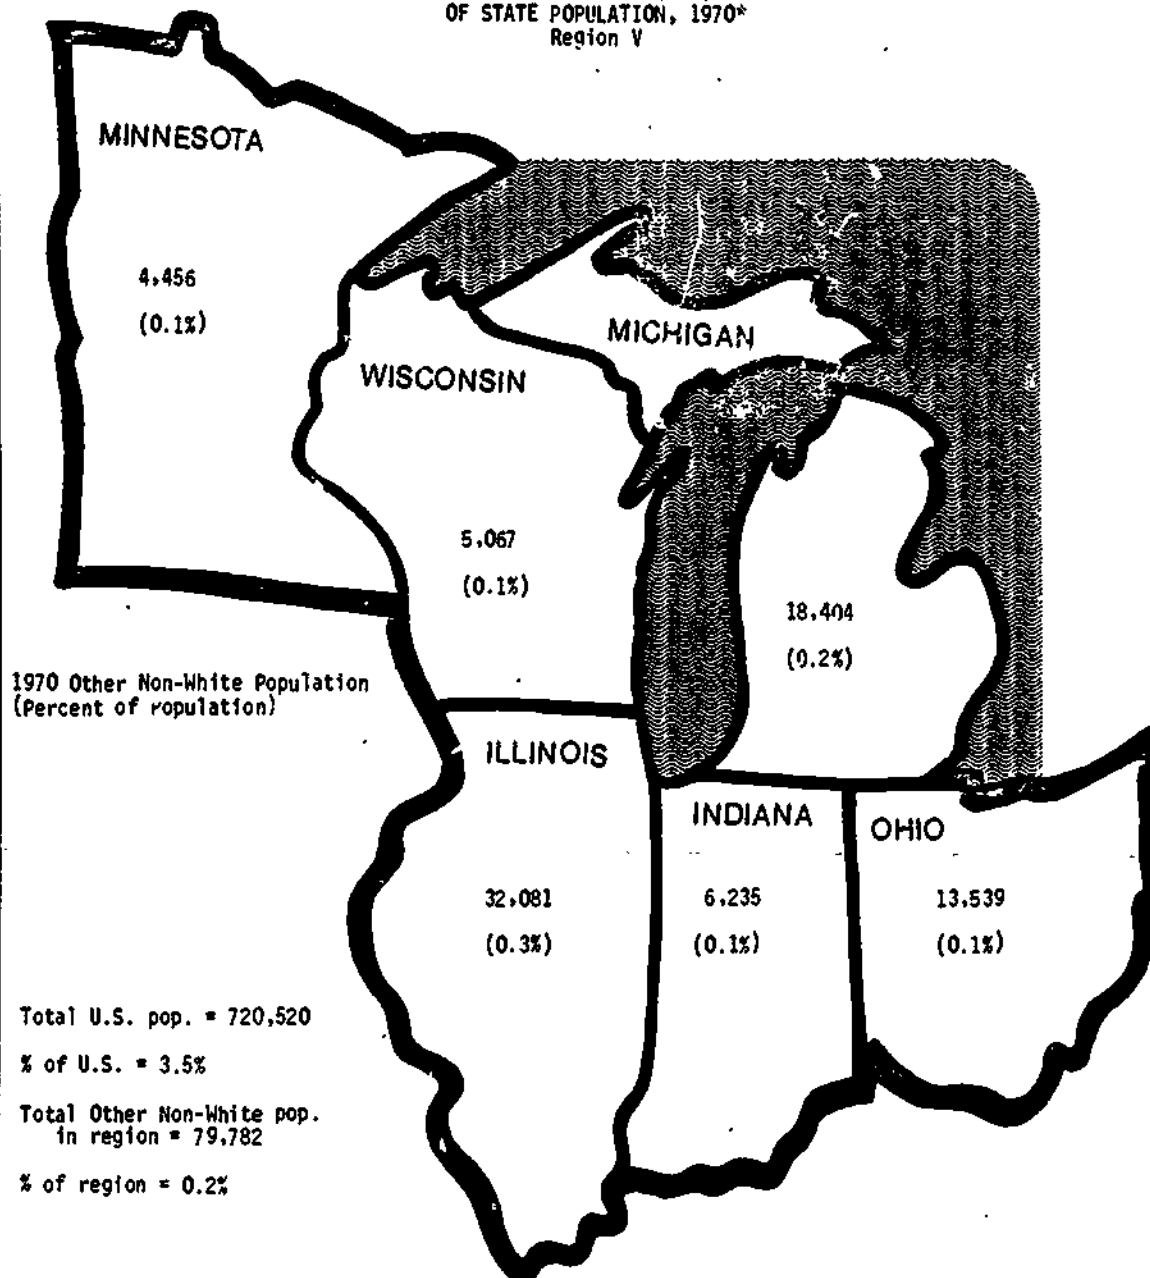 OF STATE POPULATION, 1970*
Region V
MINNESOTA
4,456
(0.1%)
MICHIGAN
WISCONSIN
5,067
(0.1%)
18,404
(0.2%)
1970 Other Non-White Population
(Percent of Population)
ILLINOIS
INDIANA
OHIO
32,081
(0.3%)
6,235
(0.1%)
13,539
(0.1%)
Total U.S. pop. = 720,520
% of U.S. = 3.5%
Total Other Non-White pop.
in region = 79,782
% of region = 0.2%